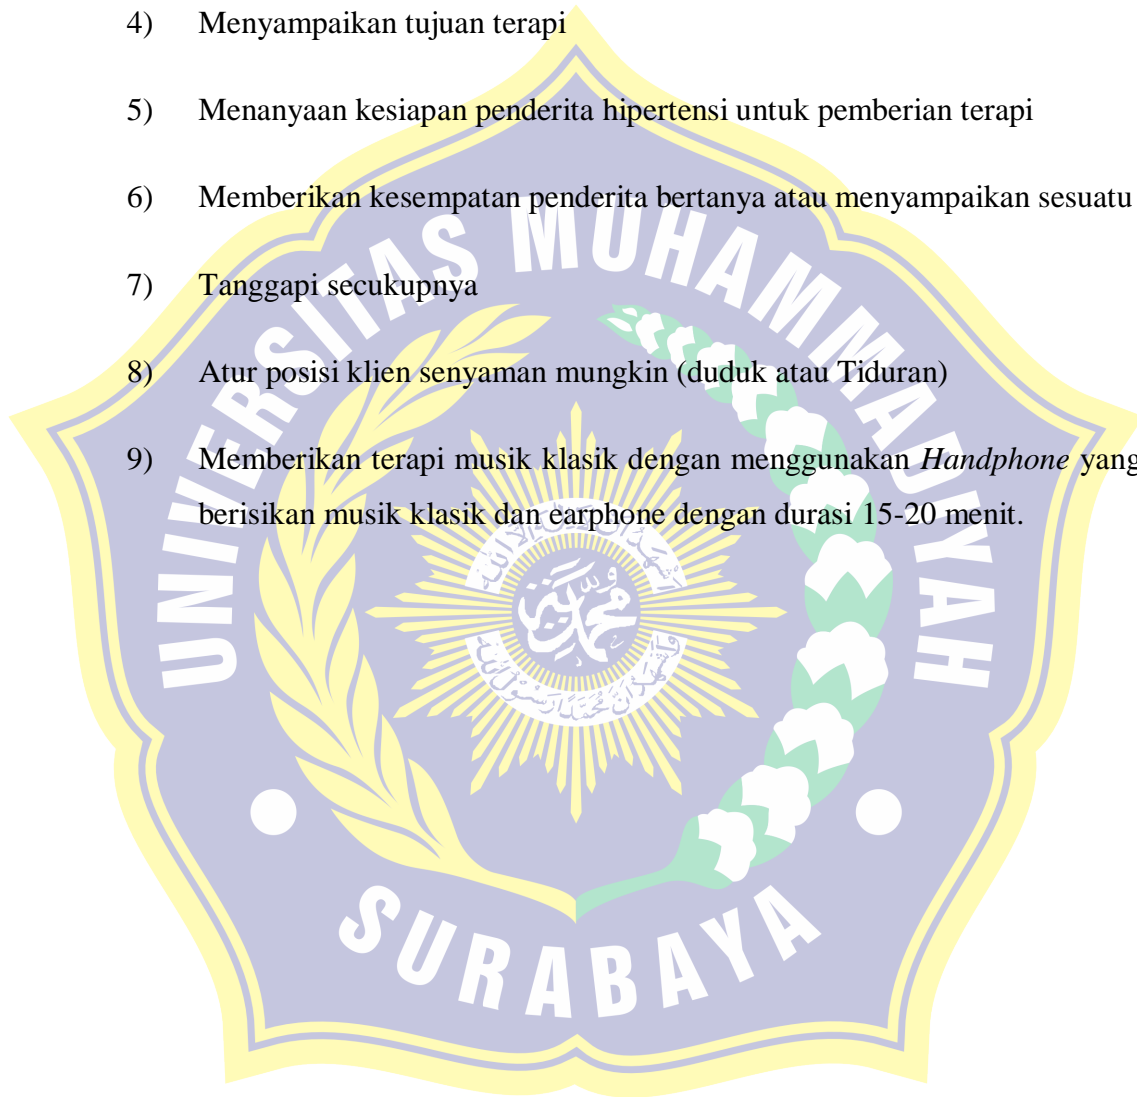 4) Menyampaikan tujuan terapi
5) Menanyaan kesiapan penderita hipertensi untuk pemberian terapi
6) Memberikan kesempatan penderita bertanya atau menyampaikan sesuatu
7) Tanggapi secukupnya
8) Atur posisi klien senyaman mungkin (duduk atau Tiduran)
9) Memberikan terapi musik klasik dengan menggunakan Handphone yang
berisikan musik klasik dan earphone dengan durasi 15-20 menit.
UNIVERSITAS MUHAMMADIYAH
محمد
SURABAYA